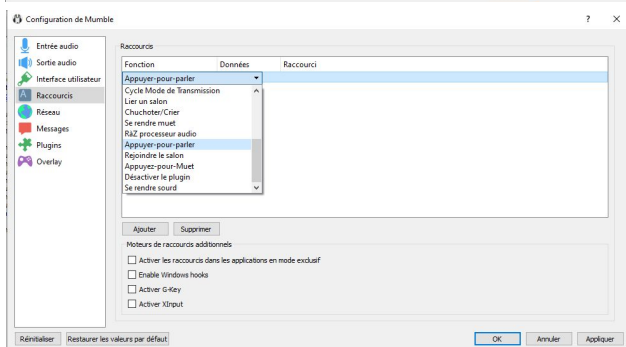 Configuration de Mumble
? ×
Entrée audio
Sortie audio
Interface utilisateur
Raccourcis
Réseau
Messages
Plugins
Overlay
Raccourcis
Fonction Données Raccourci
Appuyer-pour-parler
Cycle Mode de Transmission
Lier un salon
Chuchoter/Crier
Se rendre muet
RàZ processeur audio
Appuyer-pour-parler
Rejoindre le salon
Appuyez-pour-Muet
Désactiver le plugin
Se rendre sourd
Ajouter Supprimer
Moteurs de raccourcis additionnels
Activer les raccourcis dans les applications en mode exclusif
Enable Windows hooks
Activer G-Key
Activer XInput
Réinitialiser Restaurer les valeurs par défaut OK Annuler Appliquer